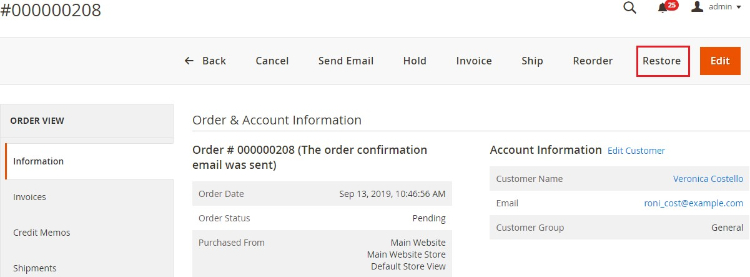 #000000208
25
admin
Back Cancel Send Email Hold Invoice Ship Reorder Restore Edit
ORDER VIEW
Information
Invoices
Credit Memos
Shipments
Order & Account Information
Order # 000000208 (The order confirmation
email was sent)
Order Date Sep 13, 2019, 10:46:56 AM
Order Status Pending
Purchased From Main Website
Main Website Store
Default Store View
Account Information Edit Customer
Customer Name Veronica Costello
Email roni_cost@example.com
Customer Group General